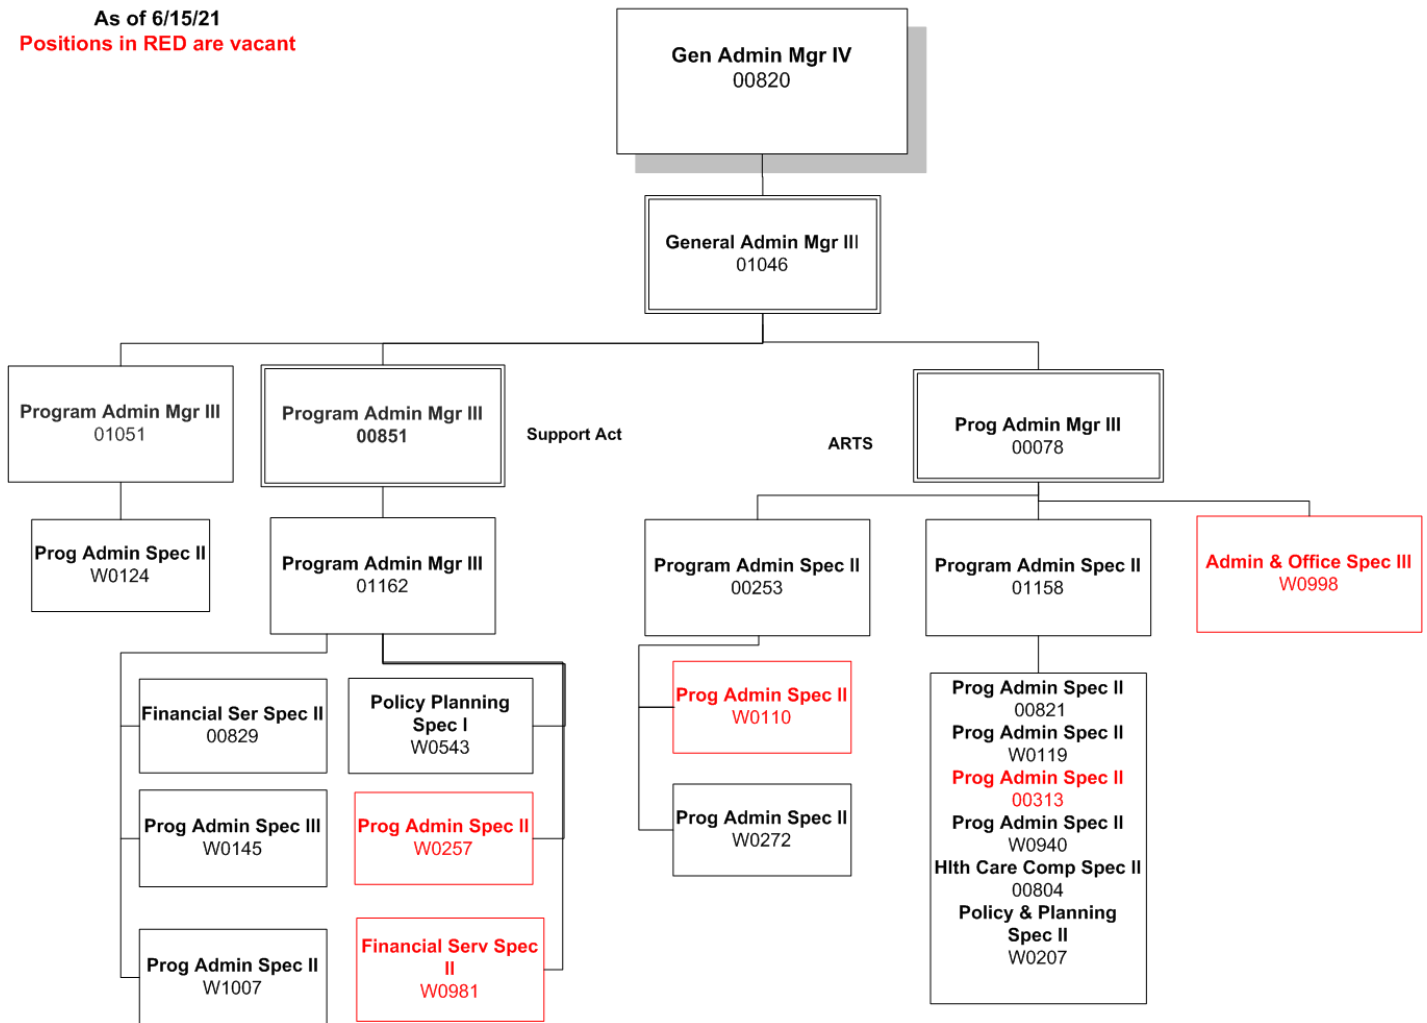 As of 6/15/21
Positions in RED are vacant
Gen Admin Mgr IV
00820
General Admin Mgr III
01046
Program Admin Mgr III
01051
Program Admin Mgr III
00851
Support Act
ARTS
Prog Admin Mgr III
00078
Prog Admin Spec II
W0124
Program Admin Mgr III
01162
Program Admin Spec II
00253
Program Admin Spec II
01158
Admin & Office Spec III
W0998
Financial Ser Spec II
00829
Policy Planning
Spec I
W0543
Prog Admin Spec III
W0145
Prog Admin Spec II
W0257
Prog Admin Spec II
W1007
Financial Serv Spec
II
W0981
Prog Admin Spec II
W0110
Prog Admin Spec II
W0272
Prog Admin Spec II
00821
Prog Admin Spec II
W0119
Prog Admin Spec II
00313
Prog Admin Spec II
W0940
Hlth Care Comp Spec II
00804
Policy & Planning
Spec II
W0207